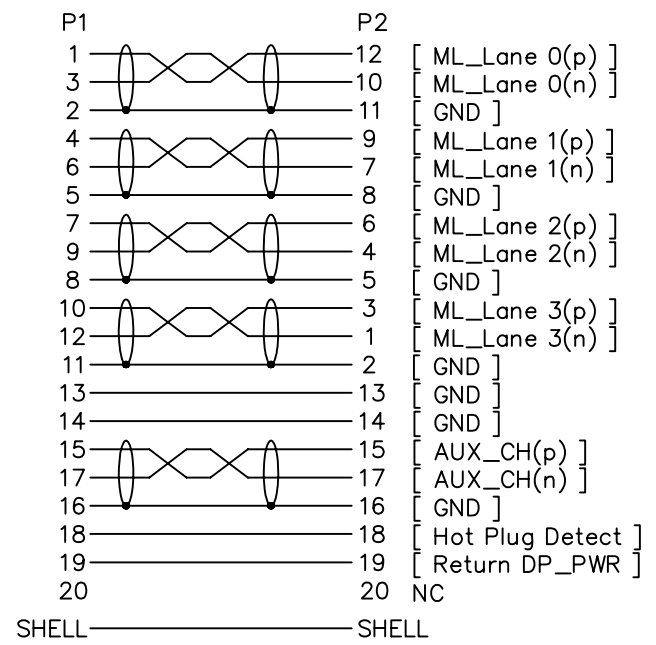 P1 P2
1 12 [ ML_Lane 0(p) ]
3 10 [ ML_Lane 0(n) ]
2 11 [ GND ]
4 9 [ ML_Lane 1(p) ]
6 7 [ ML_Lane 1(n) ]
5 8 [ GND ]
7 6 [ ML_Lane 2(p) ]
9 4 [ ML_Lane 2(n) ]
8 5 [ GND ]
10 3 [ ML_Lane 3(p) ]
12 1 [ ML_Lane 3(n) ]
11 2 [ GND ]
13 13 [ GND ]
14 14 [ GND ]
15 15 [ AUX_CH(p) ]
17 17 [ AUX_CH(n) ]
16 16 [ GND ]
18 18 [ Hot Plug Detect ]
19 19 [ Return DP_PWR ]
20 20 NC
SHELL SHELL